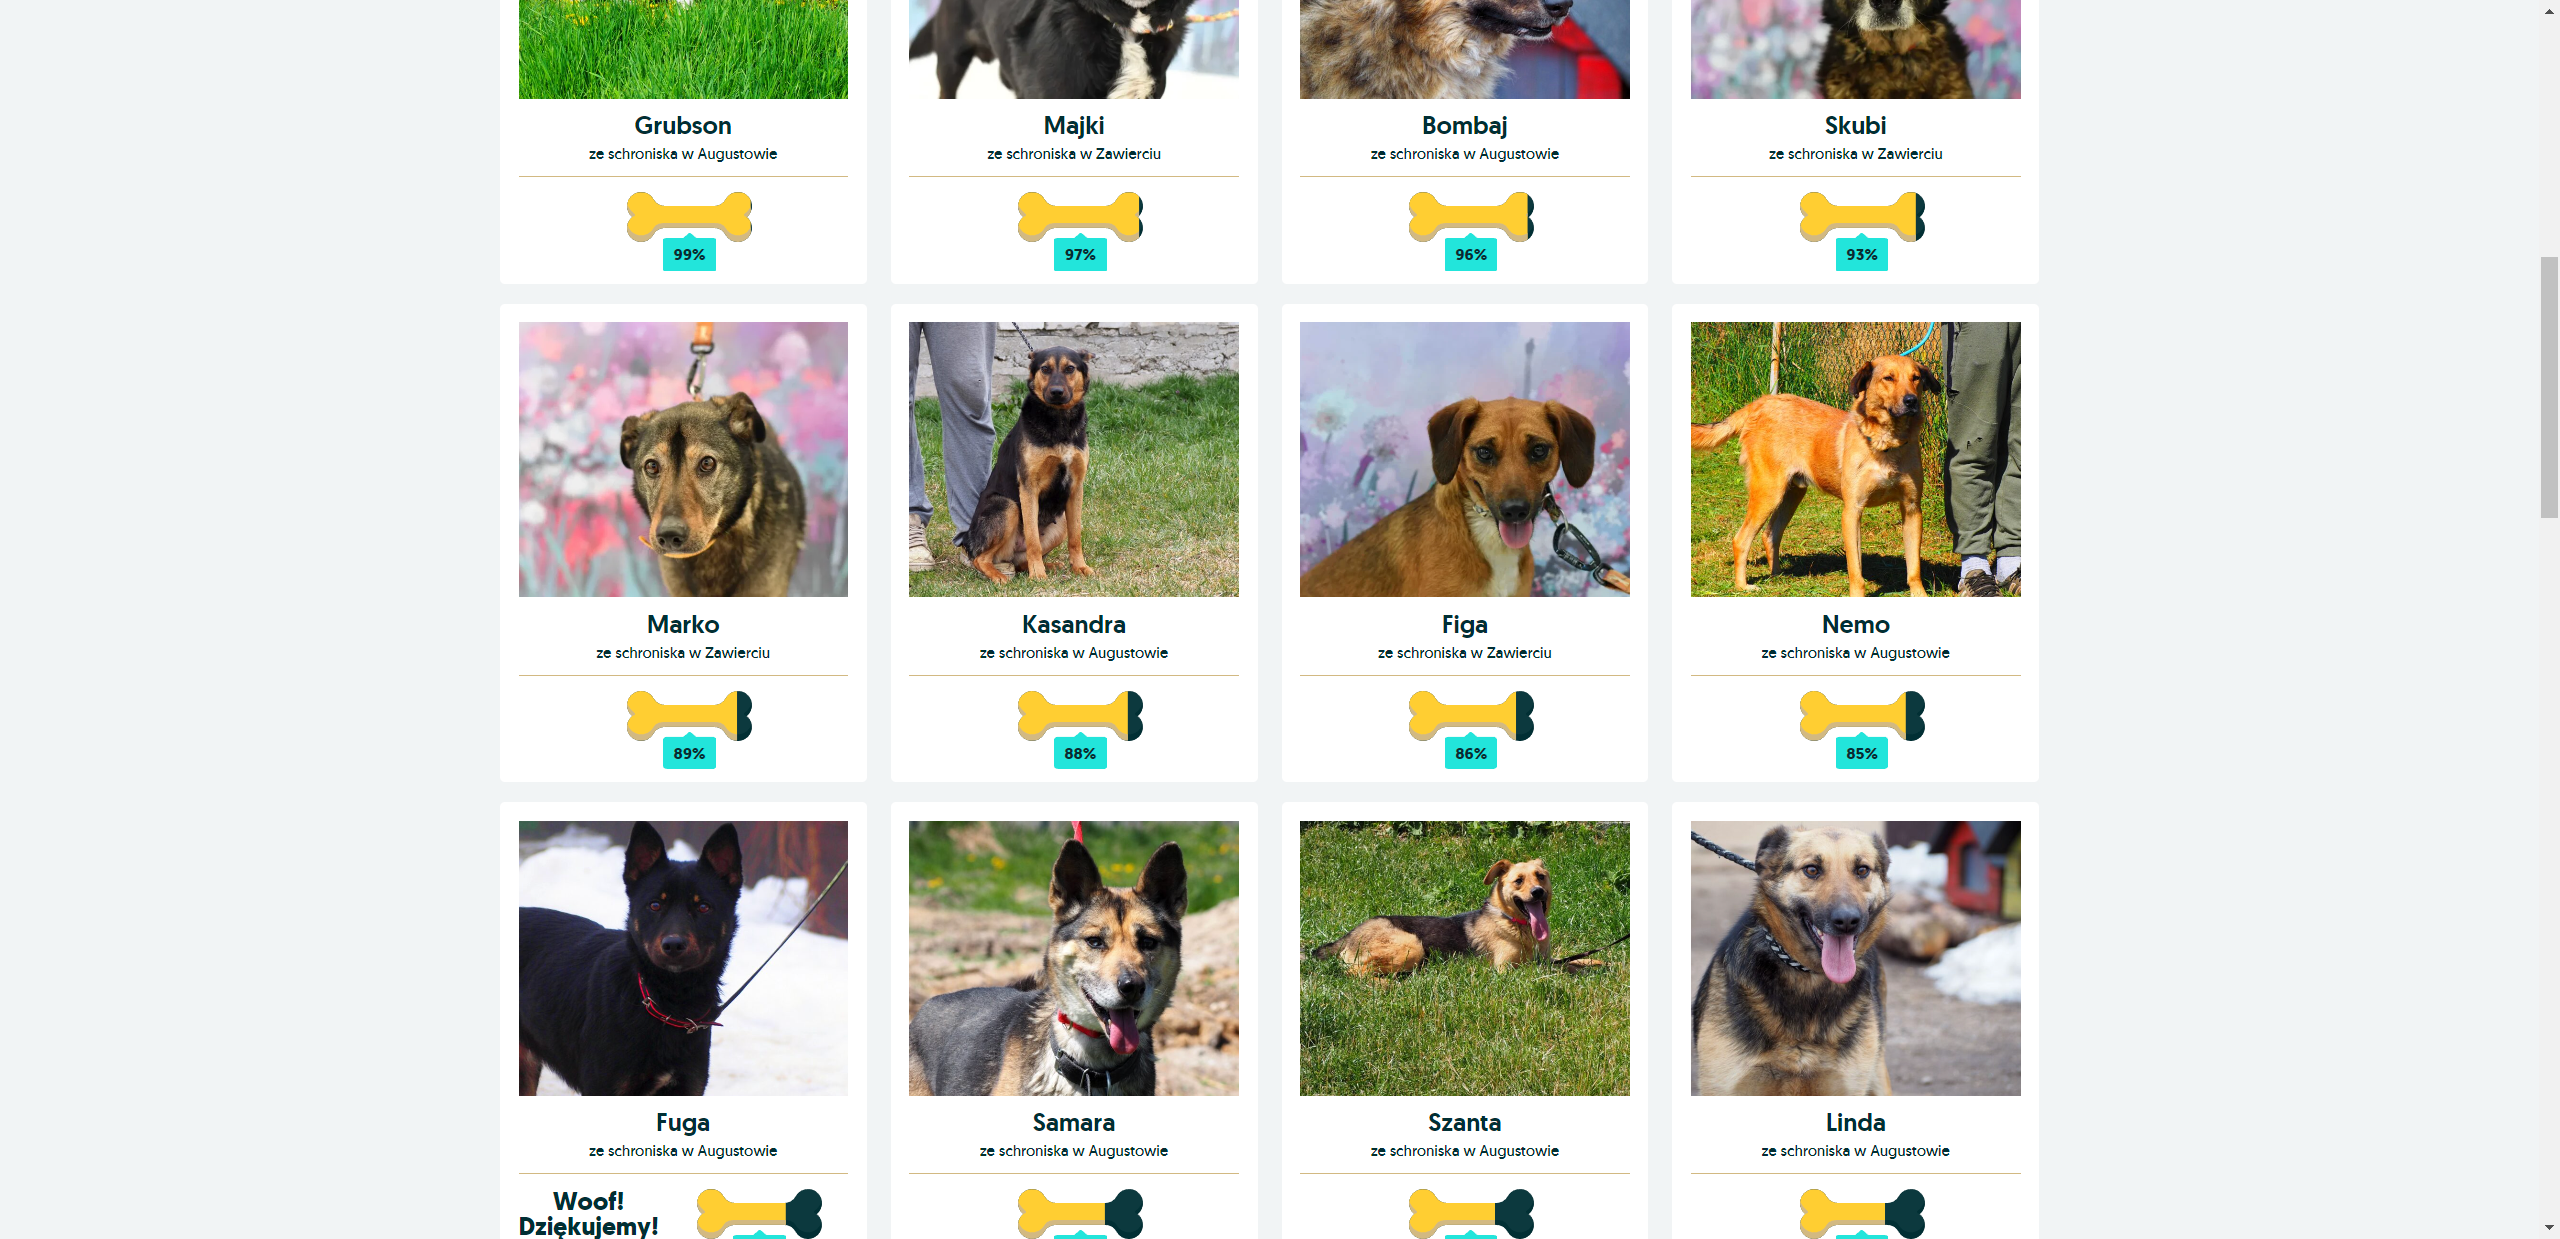 Grubson
ze schroniska w Augustowie
99%
Majki
ze schroniska w Zawierciu
97%
Bombaj
ze schroniska w Augustowie
96%
Skubi
ze schroniska w Zawierciu
93%
Marko
ze schroniska w Zawierciu
89%
Kasandra
ze schroniska w Augustowie
88%
Figa
ze schroniska w Zawierciu
86%
Nemo
ze schroniska w Augustowie
85%
Fuga
ze schroniska w Augustowie
Woof!
Dziękujemy!
Samara
ze schroniska w Augustowie
Szanta
ze schroniska w Augustowie
Linda
ze schroniska w Augustowie